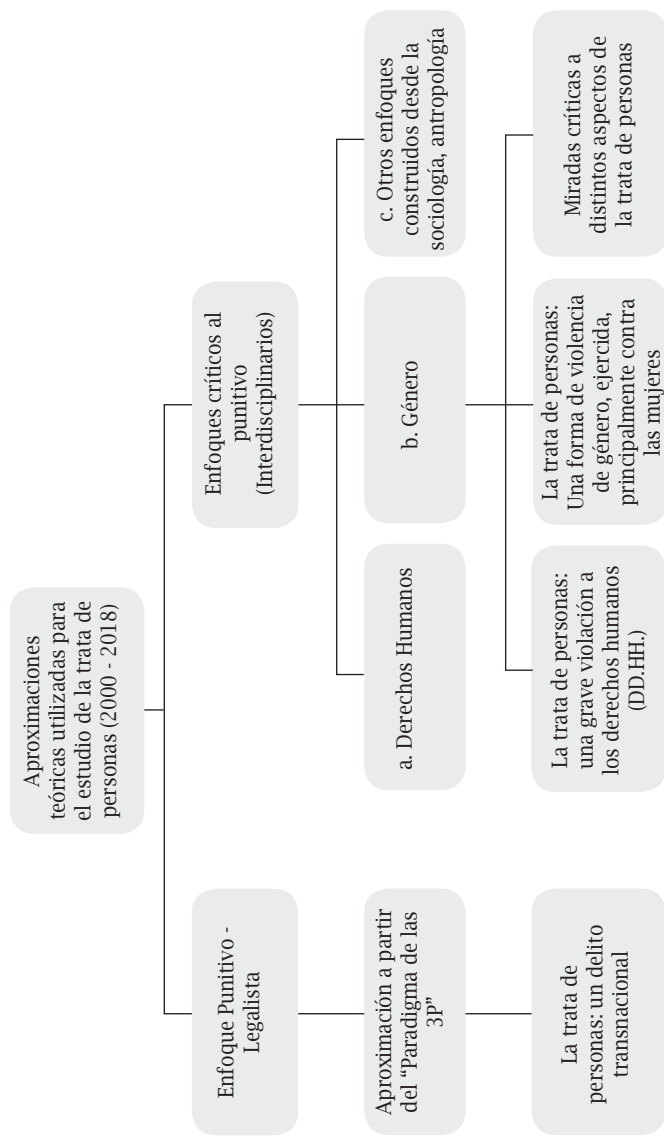 Aproximaciones
teóricas utilizadas para
el estudio de la trata de
personas (2000 - 2018)
Enfoque Punitivo -
Legalista
Enfoques críticos al
punitivo
(Interdisciplinarios)
Aproximación a partir
del “Paradigma de las
3P”
a. Derechos Humanos
b. Género
c. Otros enfoques
construidos desde la
sociología, antropología
La trata de
personas: un delito
transnacional
La trata de personas:
una grave violación a
los derechos humanos
(DD.HH.)
La trata de personas:
Una forma de violencia
de género, ejercida,
principalmente contra
las mujeres
Miradas críticas a
distintos aspectos de
la trata de personas